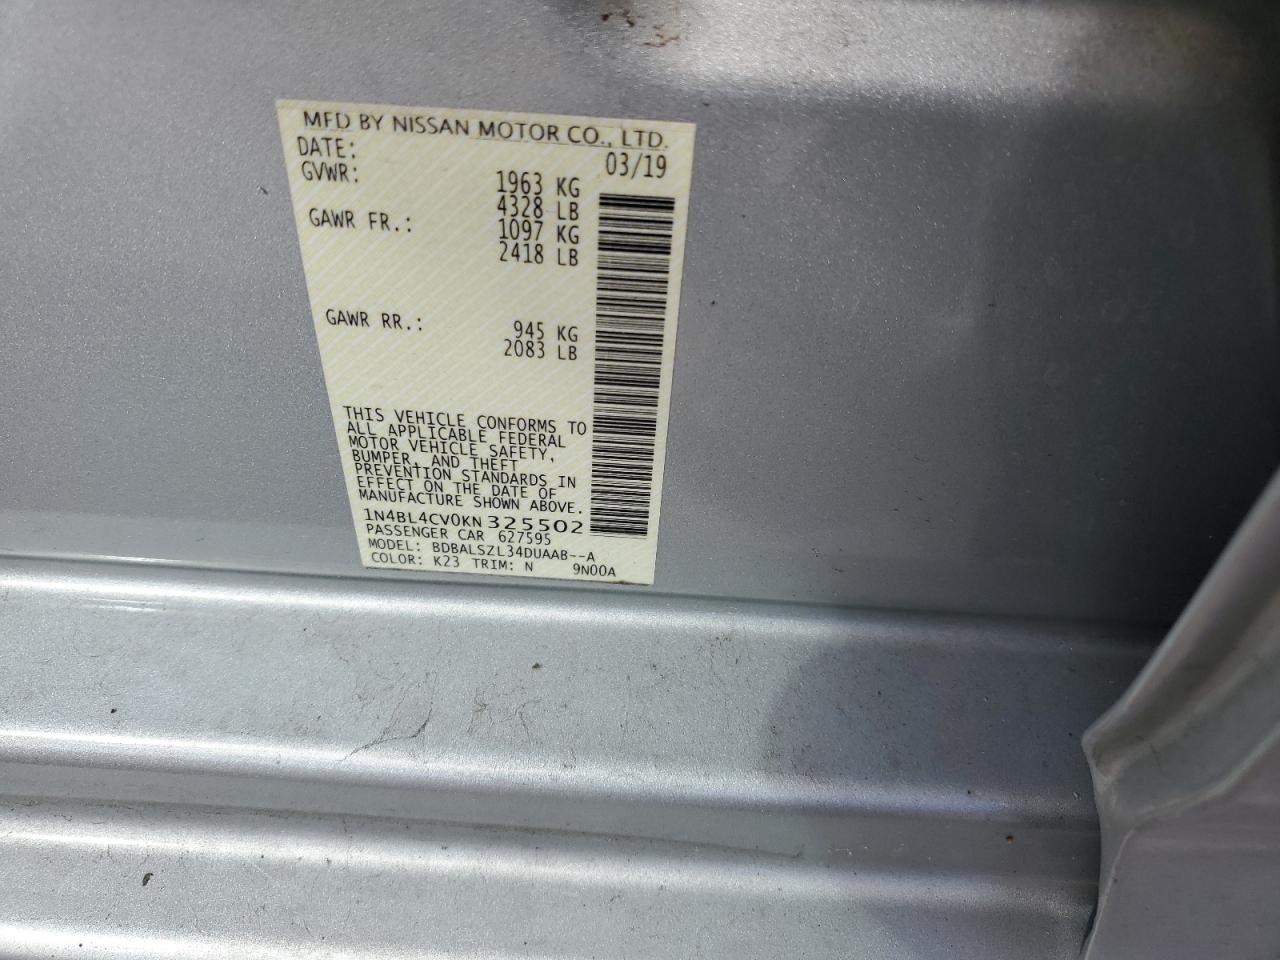 MFD BY NISSAN MOTOR CO., LTD.
DATE: 03/19
GVWR: 1963 KG
4328 LB
GAWR FR.: 1097 KG
2418 LB
GAWR RR.: 945 KG
2083 LB
THIS VEHICLE CONFORMS TO
ALL APPLICABLE FEDERAL
MOTOR VEHICLE SAFETY,
BUMPER, AND THEFT
PREVENTION STANDARDS IN
EFFECT ON THE DATE OF
MANUFACTURE SHOWN ABOVE.
1N4BL4CV0KN325502
PASSENGER CAR 627595
MODEL: BDBALSZL34DUAAB--A
COLOR: K23 TRIM: N 9N00A